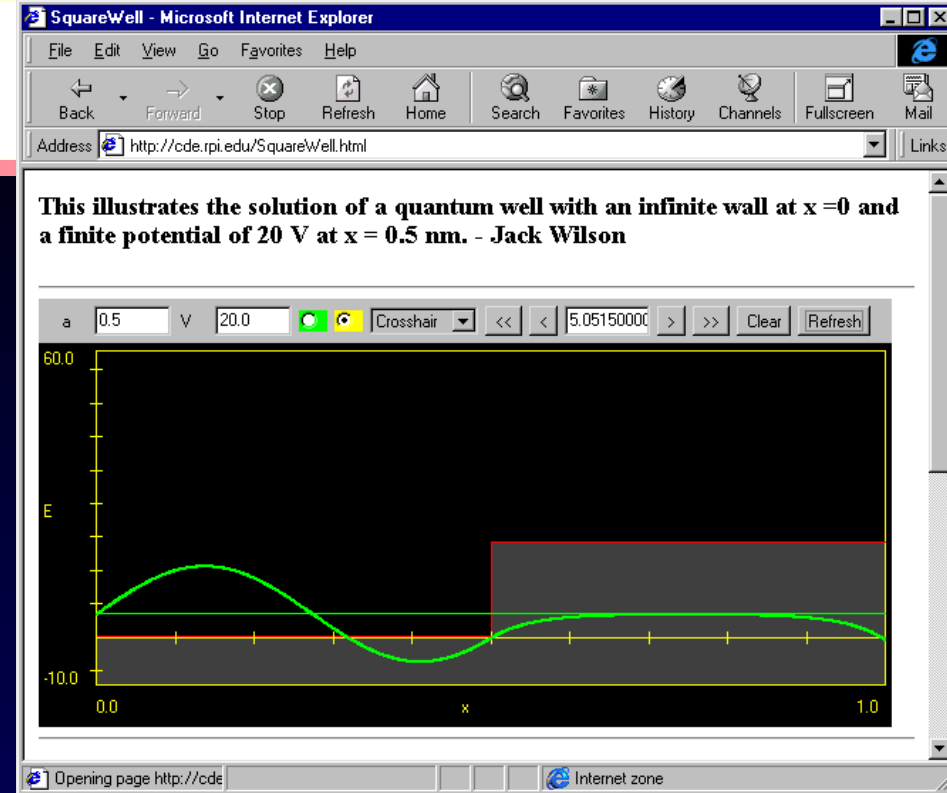 SquareWell - Microsoft Internet Explorer
File Edit View Go Favorites Help
Back Forward Stop Refresh Home Search Favorites History Channels Fullscreen Mail
Address http://cde.rpi.edu/SquareWell.html Links
This illustrates the solution of a quantum well with an infinite wall at x =0 and
a finite potential of 20 V at x = 0.5 nm. - Jack Wilson
a 0.5 V 20.0 Crosshair << < 5.05150000 > >> Clear Refresh
60.0
E
-10.0
0.0 x 1.0
Opening page http://cde Internet zone